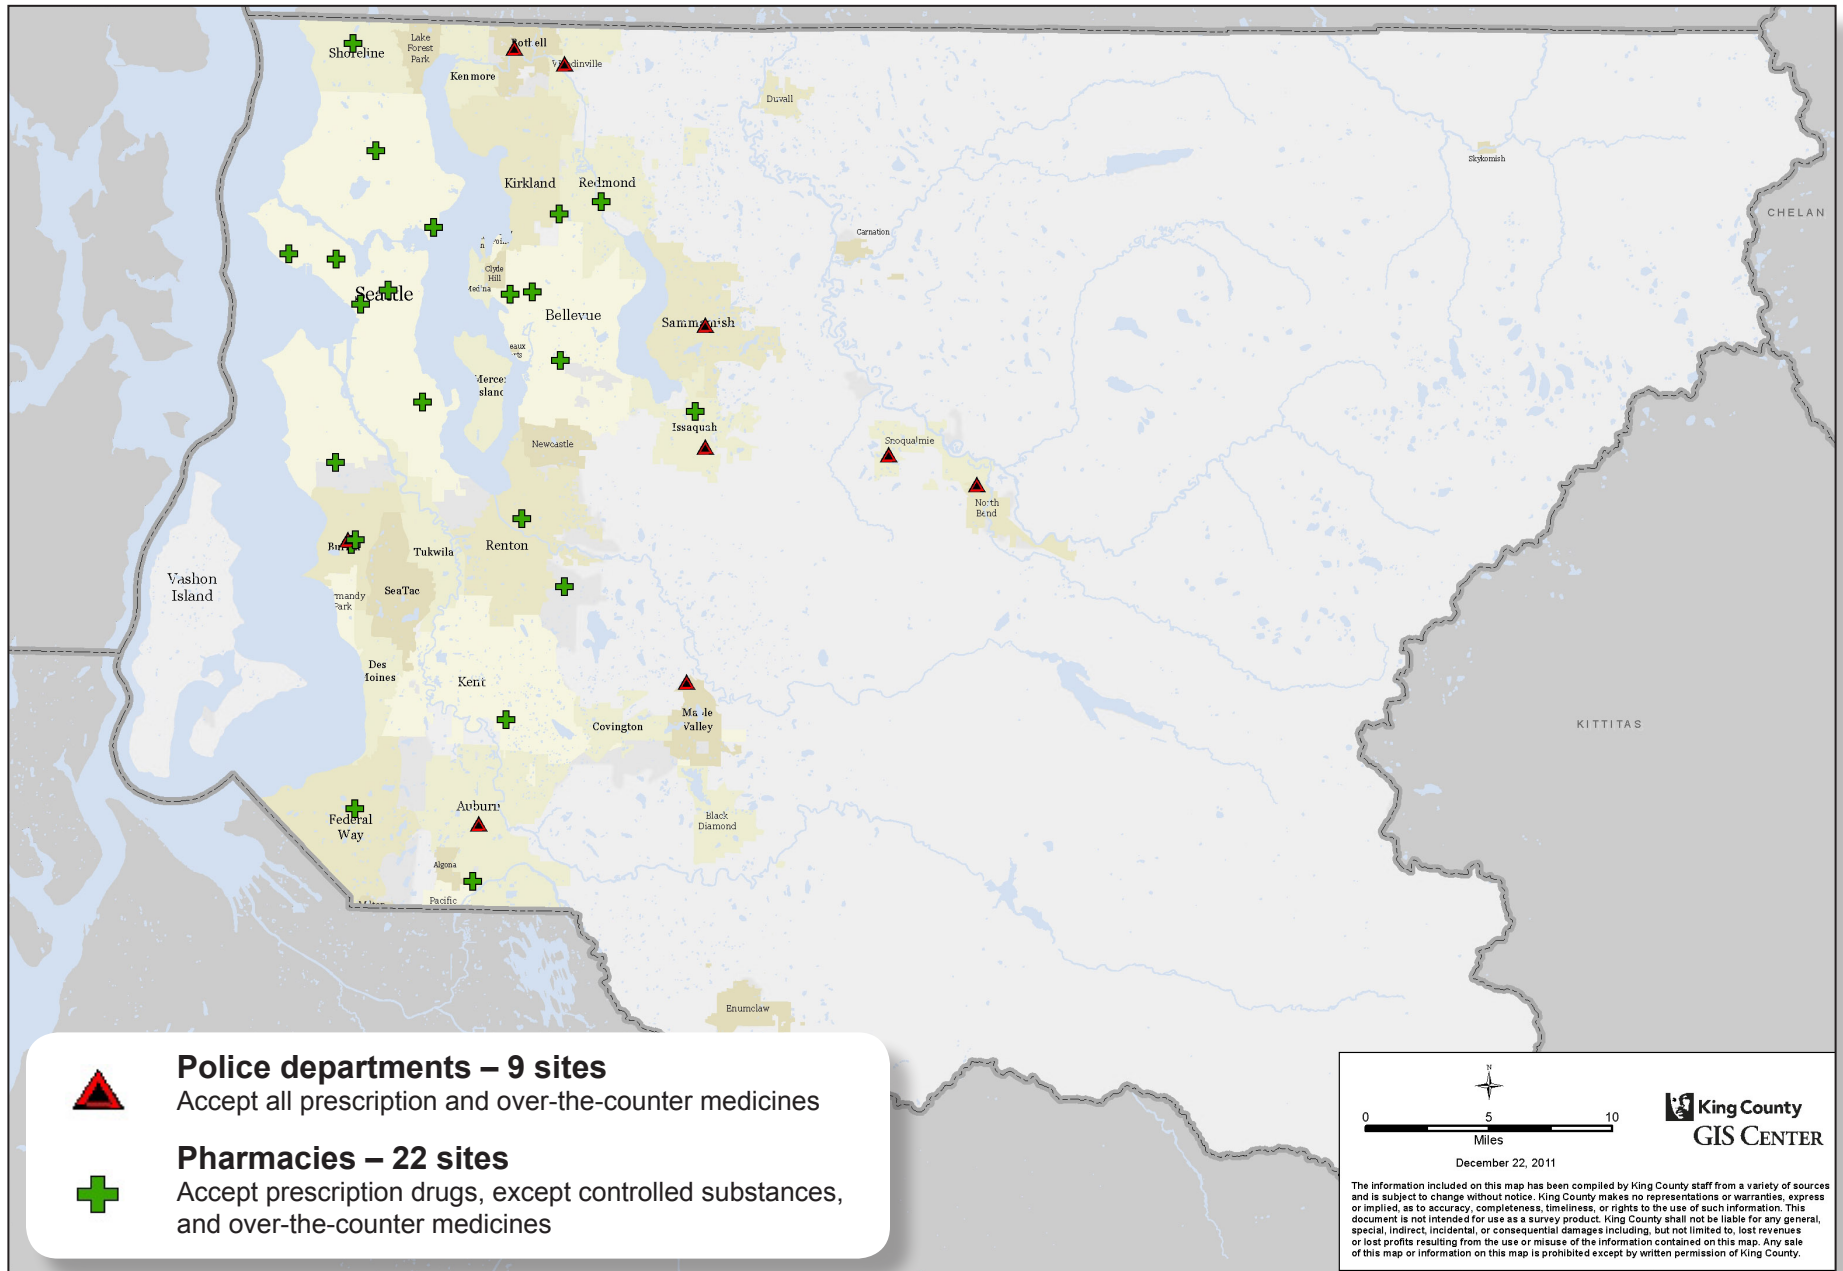 Shoreline
Lake
Forest
Park
Bothell
Kenmore
Woodinville
Duvall
Skykomish
CHELAN
Kirkland
Redmond
Carnation
Clyde
Hill
Medina
Seattle
Bellevue
Sammamish
eaux
rts
Mercer
Island
Issaquah
Newcastle
Snoqualmie
North
Bend
Tukwila
Renton
Vashon
Island
SeaTac
rmandy
Park
Des
Moines
Kent
Covington
Maple
Valley
KITTITAS
Auburn
Federal
Way
Black
Diamond
Algona
Pacific
Enumclaw
Police departments – 9 sites
Accept all prescription and over-the-counter medicines
Pharmacies – 22 sites
Accept prescription drugs, except controlled substances,
and over-the-counter medicines
N
0 5 10
Miles
December 22, 2011
King County
GIS CENTER
The information included on this map has been compiled by King County staff from a variety of sources
and is subject to change without notice. King County makes no representations or warranties, express
or implied, as to accuracy, completeness, timeliness, or rights to the use of such information. This
document is not intended for use as a survey product. King County shall not be liable for any general,
special, indirect, incidental, or consequential damages including, but not limited to, lost revenues
or lost profits resulting from the use or misuse of the information contained on this map. Any sale
of this map or information on this map is prohibited except by written permission of King County.